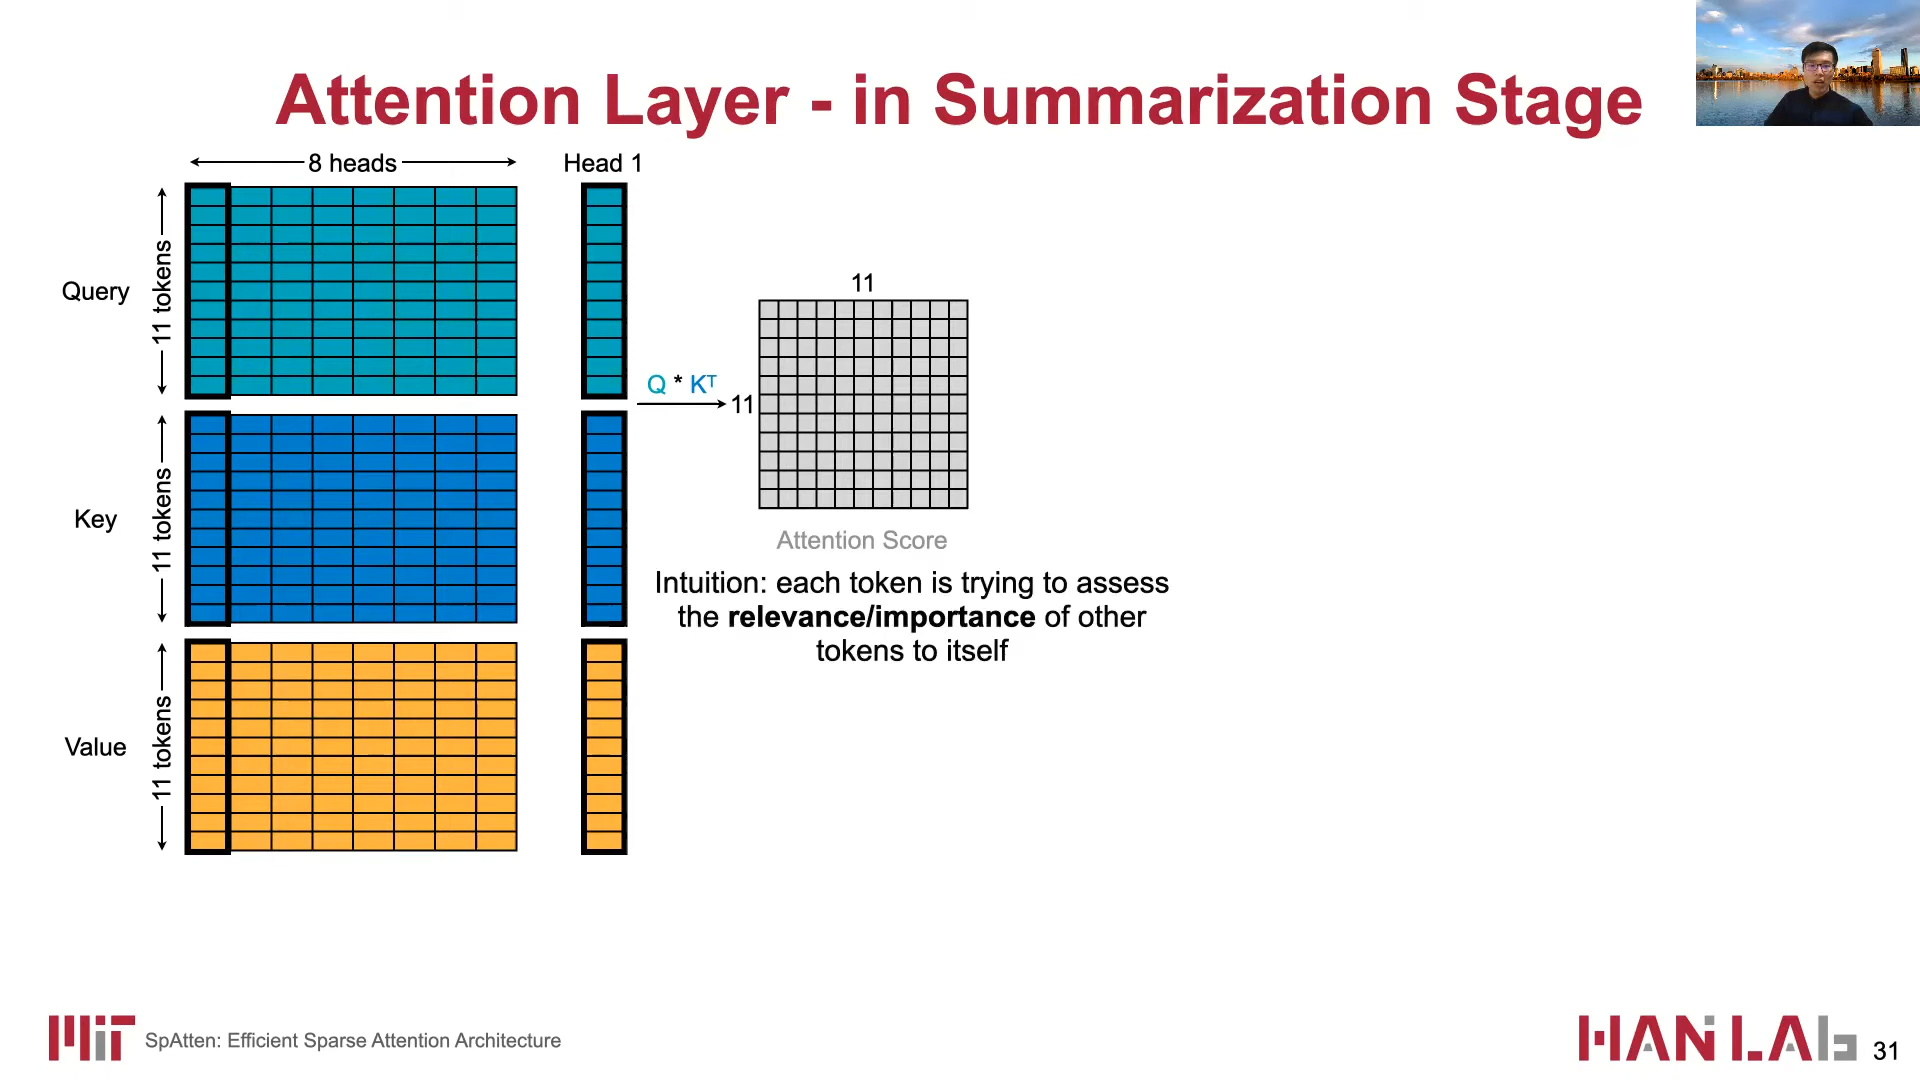 Attention Layer - in Summarization Stage
8 heads
Head 1
Query
11 tokens
Key
11 tokens
Value
11 tokens
Q * Kᵀ
11
11
Attention Score
Intuition: each token is trying to assess
the relevance/importance of other
tokens to itself
MIT
SpAtten: Efficient Sparse Attention Architecture
HAN LAb
31